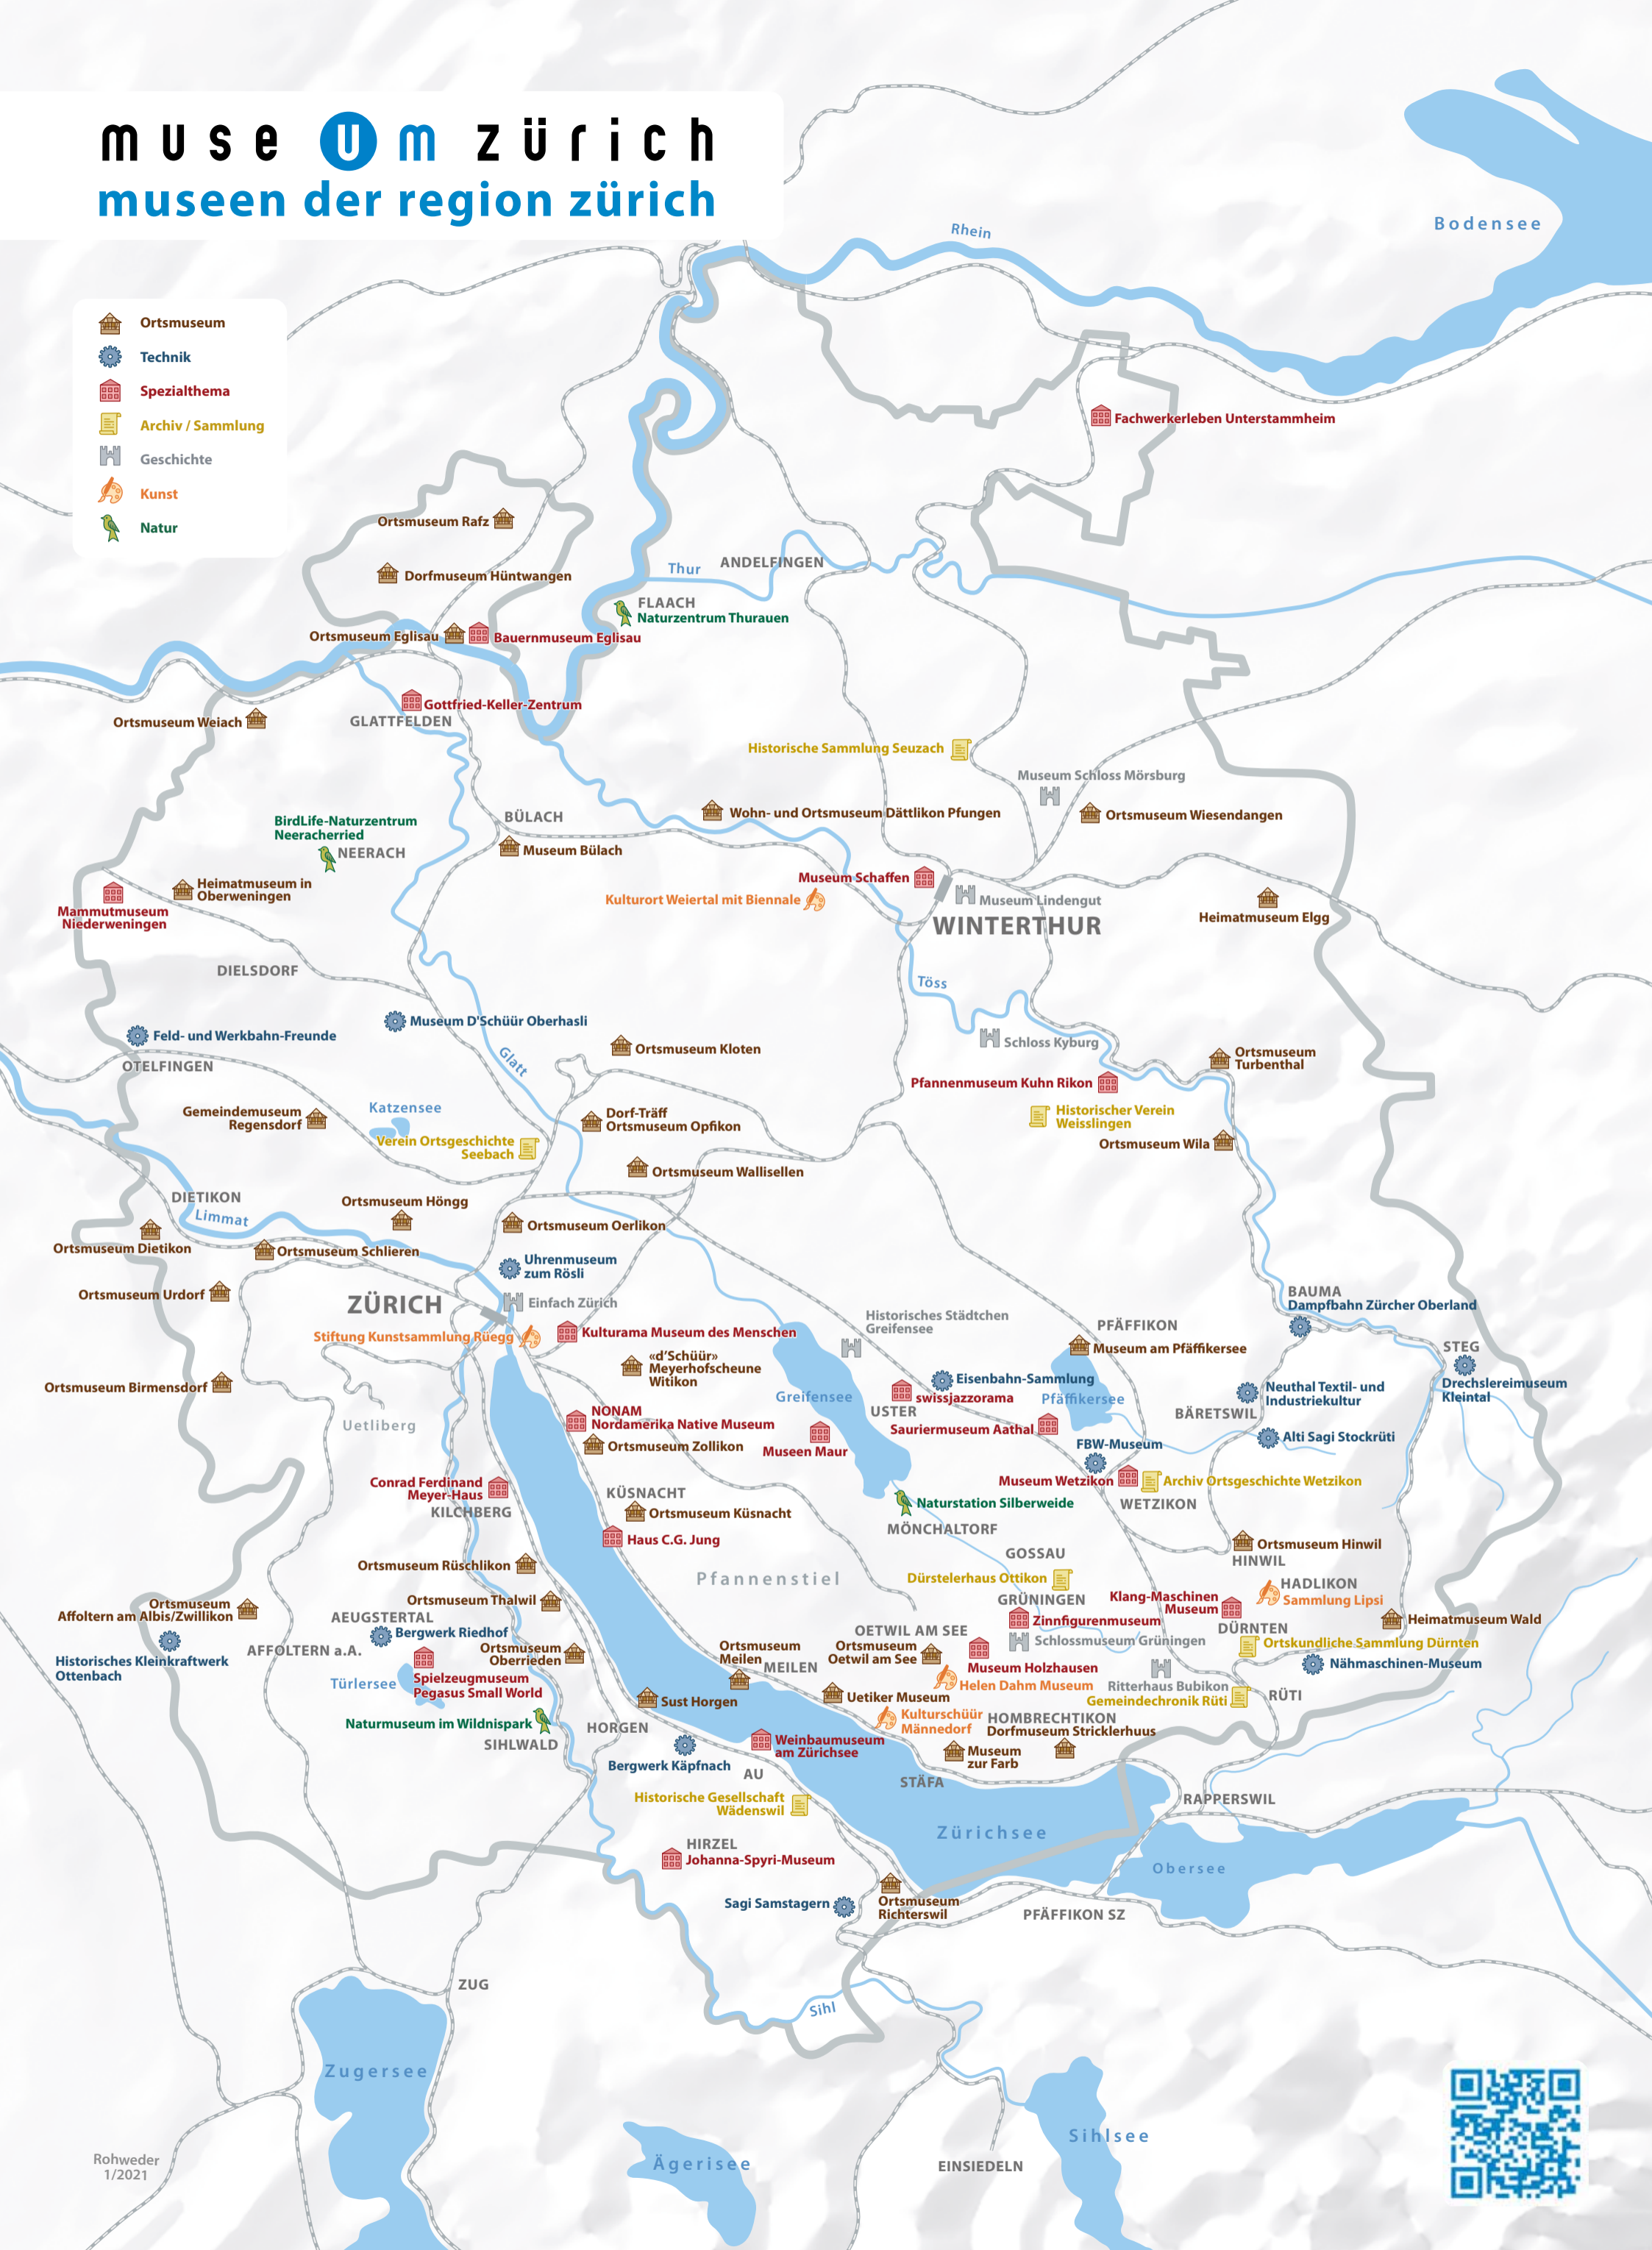 museUm zürich
museen der region zürich
Ortsmuseum
Technik
Spezialthema
Archiv / Sammlung
Geschichte
Kunst
Natur
Bodensee
Rhein
Fachwerkerleben Unterstammheim
Ortsmuseum Rafz
Dorfmuseum Hüntwangen
Thur
ANDELFINGEN
FLAACH
Naturzentrum Thurauen
Ortsmuseum Eglisau
Bauernmuseum Eglisau
Gottfried-Keller-Zentrum
GLATTFELDEN
Ortsmuseum Weiach
Historische Sammlung Seuzach
Museum Schloss Mörsburg
Wohn- und Ortsmuseum Dättlikon Pfungen
Ortsmuseum Wiesendangen
BirdLife-Naturzentrum
Neeracherried
NEERACH
BÜLACH
Museum Bülach
Museum Schaffen
Kulturort Weiertal mit Biennale
Museum Lindengut
WINTERTHUR
Heimatmuseum Elgg
Heimatmuseum in
Oberweningen
Mammutmuseum
Niederweningen
DIELSDORF
Töss
Museum D'Schüür Oberhasli
Feld- und Werkbahn-Freunde
OTELFINGEN
Glatt
Ortsmuseum Kloten
Schloss Kyburg
Ortsmuseum
Turbenthal
Pfannenmuseum Kuhn Rikon
Historischer Verein
Weisslingen
Ortsmuseum Wila
Gemeindemuseum
Regensdorf
Katzensee
Verein Ortsgeschichte
Seebach
Dorf-Träff
Ortsmuseum Opfikon
Ortsmuseum Wallisellen
DIETIKON
Limmat
Ortsmuseum Höngg
Ortsmuseum Oerlikon
Ortsmuseum Dietikon
Ortsmuseum Schlieren
Uhrenmuseum
zum Rösli
Ortsmuseum Urdorf
ZÜRICH
Einfach Zürich
Stiftung Kunstsammlung Rüegg
Kulturama Museum des Menschen
Historisches Städtchen
Greifensee
BAUMA
Dampfbahn Zürcher Oberland
PFÄFFIKON
Museum am Pfäffikersee
STEG
Drechslereimuseum
Kleintal
«d'Schüür»
Meyerhofscheune
Witikon
Ortsmuseum Birmensdorf
Uetliberg
Greifensee
Eisenbahn-Sammlung
swissjazzorama
USTER
Pfäffikersee
Neuthal Textil- und
Industriekultur
BÄRETSWIL
NONAM
Nordamerika Native Museum
Ortsmuseum Zollikon
Museen Maur
Sauriermuseum Aathal
FBW-Museum
Alti Sagi Stockrüti
Conrad Ferdinand
Meyer-Haus
KILCHBERG
KÜSNACHT
Ortsmuseum Küsnacht
Museum Wetzikon
Archiv Ortsgeschichte Wetzikon
WETZIKON
Naturstation Silberweide
MÖNCHALTORF
Haus C.G. Jung
Ortsmuseum Rüschlikon
Pfannenstiel
GOSSAU
Dürstelerhaus Ottikon
Ortsmuseum Hinwil
HINWIL
HADLIKON
Sammlung Lipsi
Ortsmuseum Thalwil
Ortsmuseum
Affoltern am Albis/Zwillikon
AEUGSTERTAL
Bergwerk Riedhof
AFFOLTERN a.A.
Historisches Kleinkraftwerk
Ottenbach
Ortsmuseum
Oberrieden
GRÜNINGEN
Zinnfigurenmuseum
Schlossmuseum Grüningen
Klang-Maschinen
Museum
DÜRNTEN
Heimatmuseum Wald
Ortskundliche Sammlung Dürnten
Nähmaschinen-Museum
OETWIL AM SEE
Ortsmuseum
Oetwil am See
Museum Holzhausen
Helen Dahm Museum
Ritterhaus Bubikon
Gemeindechronik Rüti
RÜTI
Türlersee
Spielzeugmuseum
Pegasus Small World
Ortsmuseum
Meilen
MEILEN
Sust Horgen
Uetiker Museum
Kulturschüür
Männedorf
HOMBRECHTIKON
Dorfmuseum Stricklerhuus
Naturmuseum im Wildnispark
SIHLWALD
HORGEN
Bergwerk Käpfnach
Weinbaumuseum
am Zürichsee
AU
Museum
zur Farb
STÄFA
Historische Gesellschaft
Wädenswil
RAPPERSWIL
Zürichsee
Obersee
HIRZEL
Johanna-Spyri-Museum
Sagi Samstagern
Ortsmuseum
Richterswil
PFÄFFIKON SZ
ZUG
Sihl
Zugersee
Ägerisee
Sihlsee
EINSIEDELN
Rohweder
1/2021